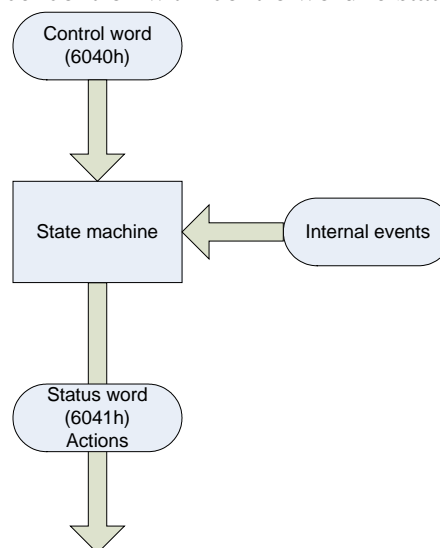 Control word
(6040h)
State machine
Internal events
Status word
(6041h)
Actions